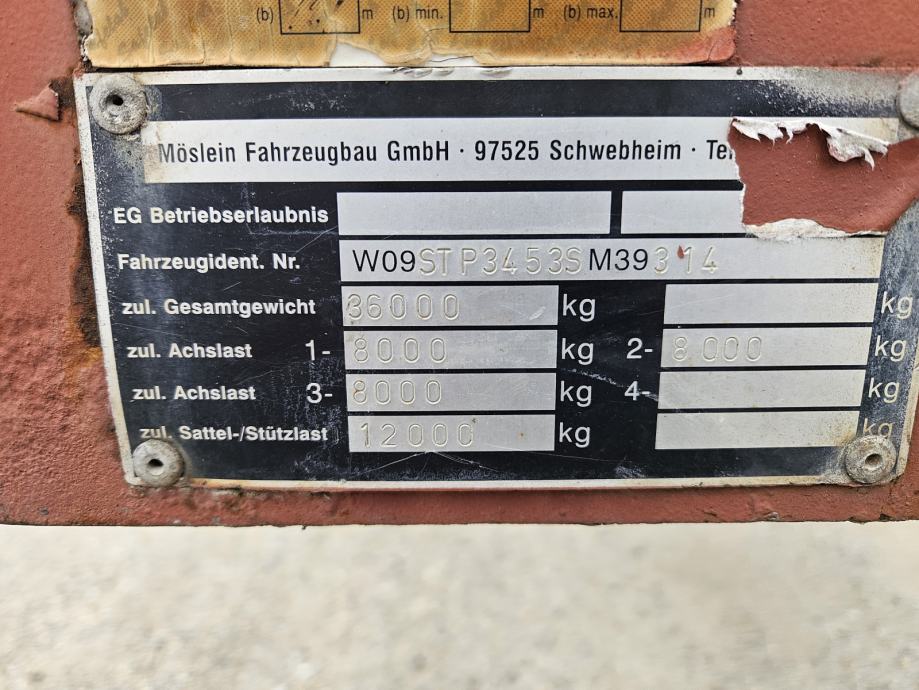 (b) m (b) min. m (b) max. m
Möslein Fahrzeugbau GmbH · 97525 Schwebheim ·
EG Betriebserlaubnis
Fahrzeugident. Nr. W09STP3453SM39314
zul. Gesamtgewicht 36000 kg kg
zul. Achslast 1- 8000 kg 2- 8000 kg
zul. Achslast 3- 8000 kg 4- kg
zul. Sattel-/Stützlast 12000 kg kg